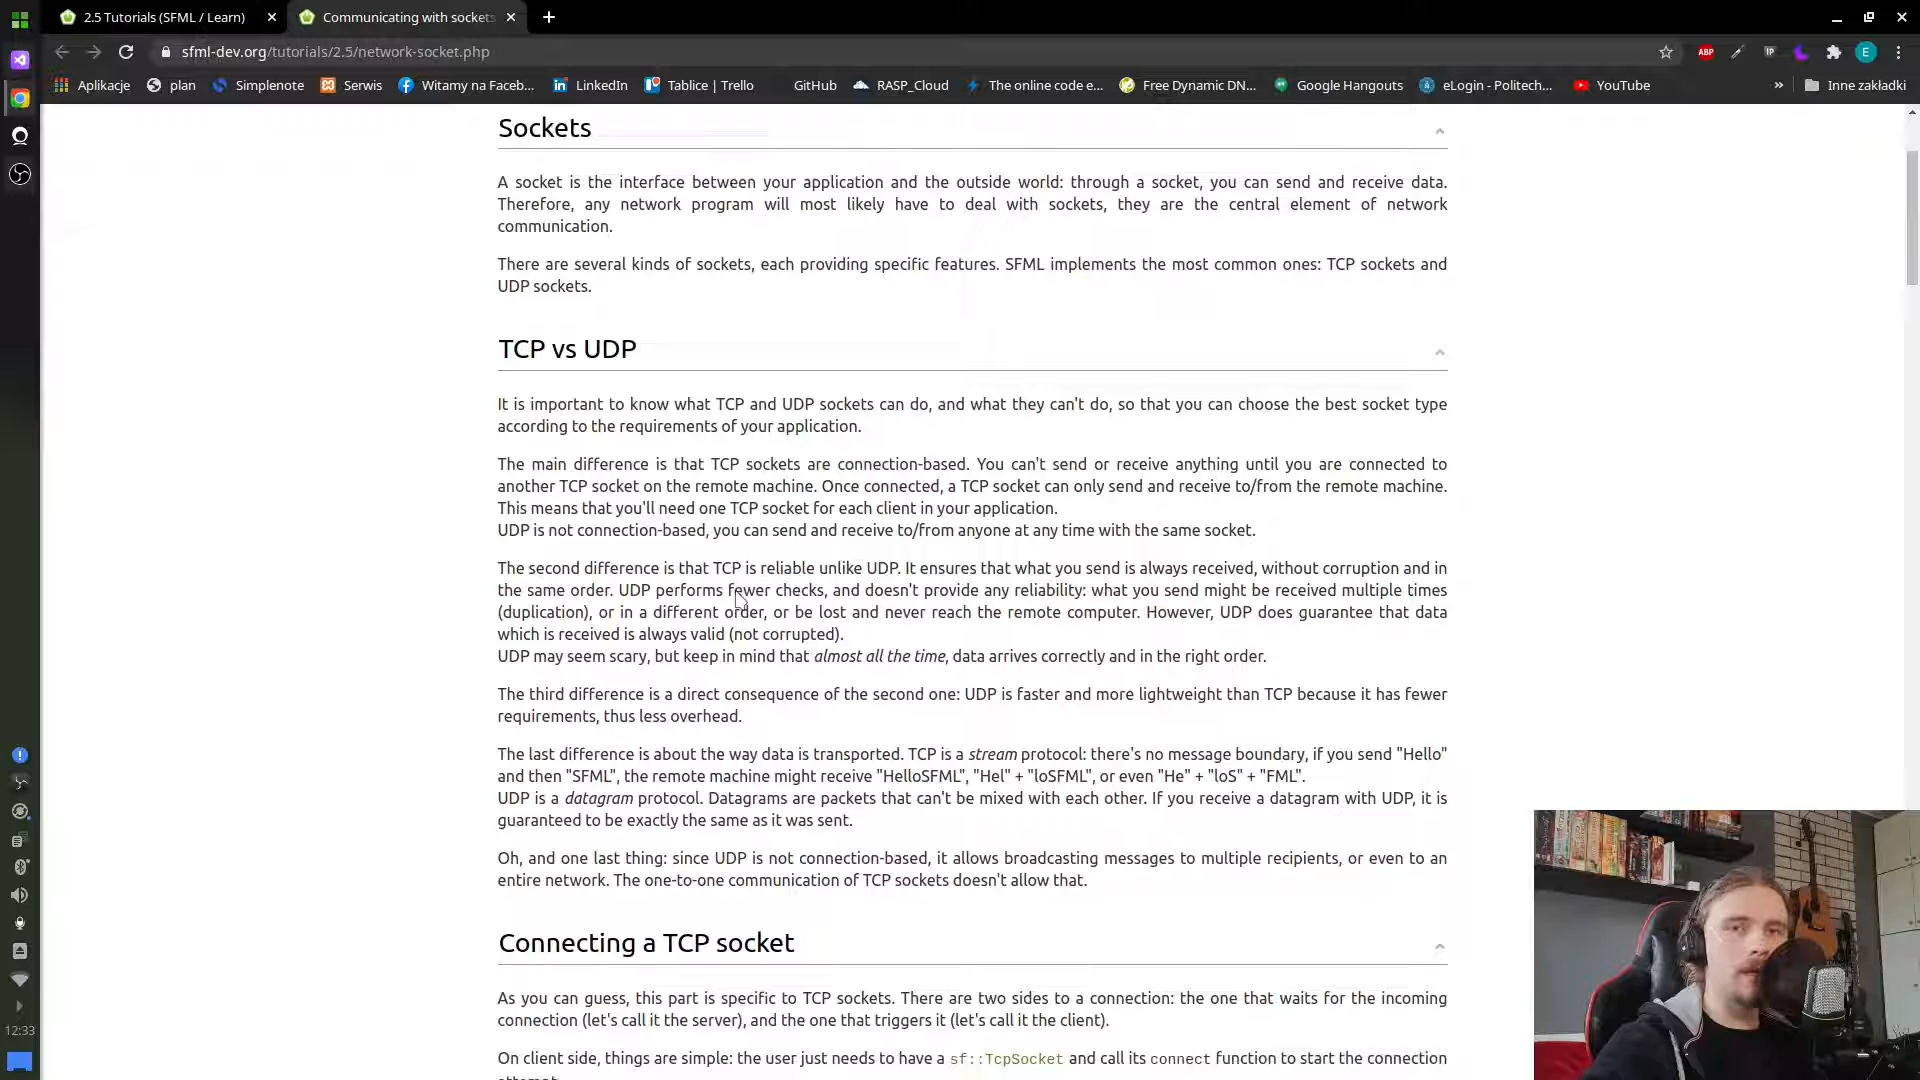 2.5 Tutorials (SFML / Learn)
Communicating with sockets
sfml-dev.org/tutorials/2.5/network-socket.php
ABP
IP
E
Aplikacje
plan
Simplenote
Serwis
Witamy na Faceb...
LinkedIn
Tablice | Trello
GitHub
RASP_Cloud
The online code e...
Free Dynamic DN...
Google Hangouts
eLogin - Politech...
YouTube
»
Inne zakładki
Sockets
A socket is the interface between your application and the outside world: through a socket, you can send and receive data.
Therefore, any network program will most likely have to deal with sockets, they are the central element of network
communication.
There are several kinds of sockets, each providing specific features. SFML implements the most common ones: TCP sockets and
UDP sockets.
TCP vs UDP
It is important to know what TCP and UDP sockets can do, and what they can't do, so that you can choose the best socket type
according to the requirements of your application.
The main difference is that TCP sockets are connection-based. You can't send or receive anything until you are connected to
another TCP socket on the remote machine. Once connected, a TCP socket can only send and receive to/from the remote machine.
This means that you'll need one TCP socket for each client in your application.
UDP is not connection-based, you can send and receive to/from anyone at any time with the same socket.
The second difference is that TCP is reliable unlike UDP. It ensures that what you send is always received, without corruption and in
the same order. UDP performs fewer checks, and doesn't provide any reliability: what you send might be received multiple times
(duplication), or in a different order, or be lost and never reach the remote computer. However, UDP does guarantee that data
which is received is always valid (not corrupted).
UDP may seem scary, but keep in mind that almost all the time, data arrives correctly and in the right order.
The third difference is a direct consequence of the second one: UDP is faster and more lightweight than TCP because it has fewer
requirements, thus less overhead.
The last difference is about the way data is transported. TCP is a stream protocol: there's no message boundary, if you send "Hello"
and then "SFML", the remote machine might receive "HelloSFML", "Hel" + "loSFML", or even "He" + "loS" + "FML".
UDP is a datagram protocol. Datagrams are packets that can't be mixed with each other. If you receive a datagram with UDP, it is
guaranteed to be exactly the same as it was sent.
Oh, and one last thing: since UDP is not connection-based, it allows broadcasting messages to multiple recipients, or even to an
entire network. The one-to-one communication of TCP sockets doesn't allow that.
Connecting a TCP socket
As you can guess, this part is specific to TCP sockets. There are two sides to a connection: the one that waits for the incoming
connection (let's call it the server), and the one that triggers it (let's call it the client).
On client side, things are simple: the user just needs to have a sf::TcpSocket and call its connect function to start the connection
12:33